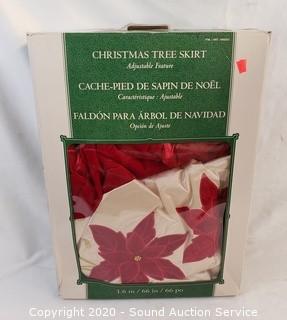 CHRISTMAS TREE SKIRT
Adjustable Feature
CACHE-PIED DE SAPIN DE NOËL
Caractéristique - Ajustable
FALDÓN PARA ÁRBOL DE NAVIDAD
Opción de Ajuste
1.6 m / 66 in / 66 po
Copyright 2020 - Sound Auction Service